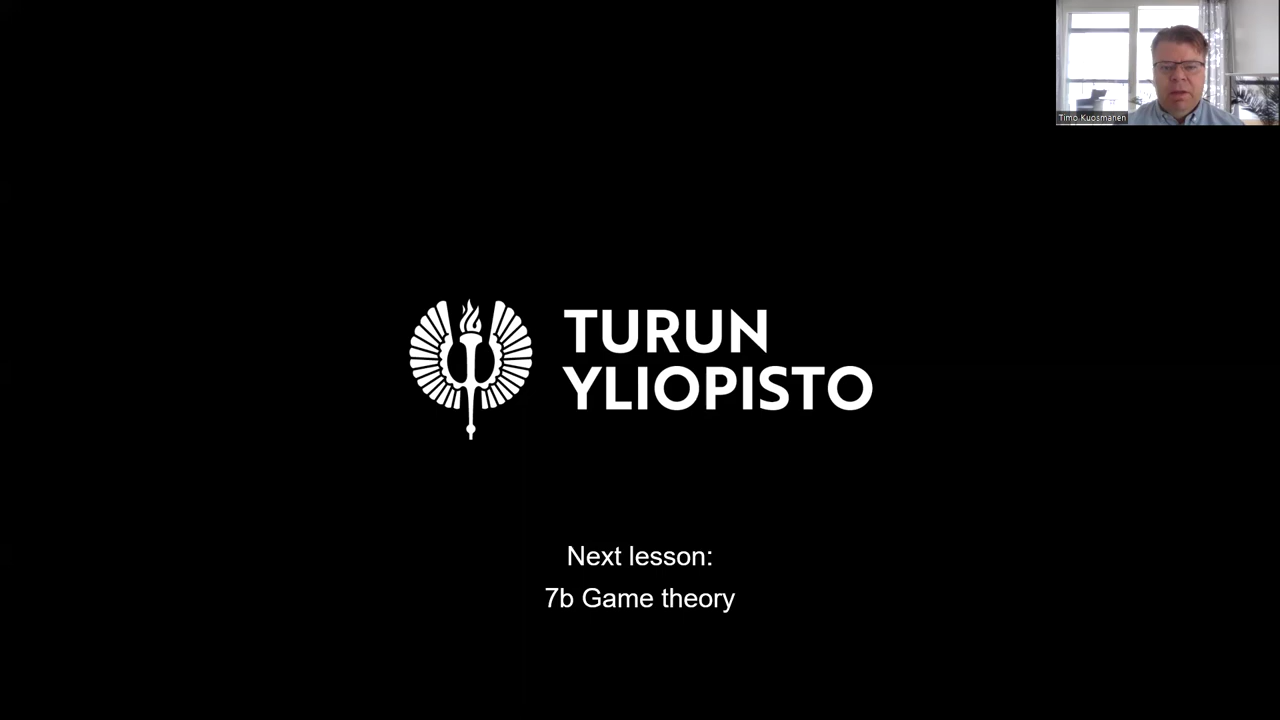 Timo Kuosmanen
TURUN
YLIOPISTO
Next lesson:
7b Game theory